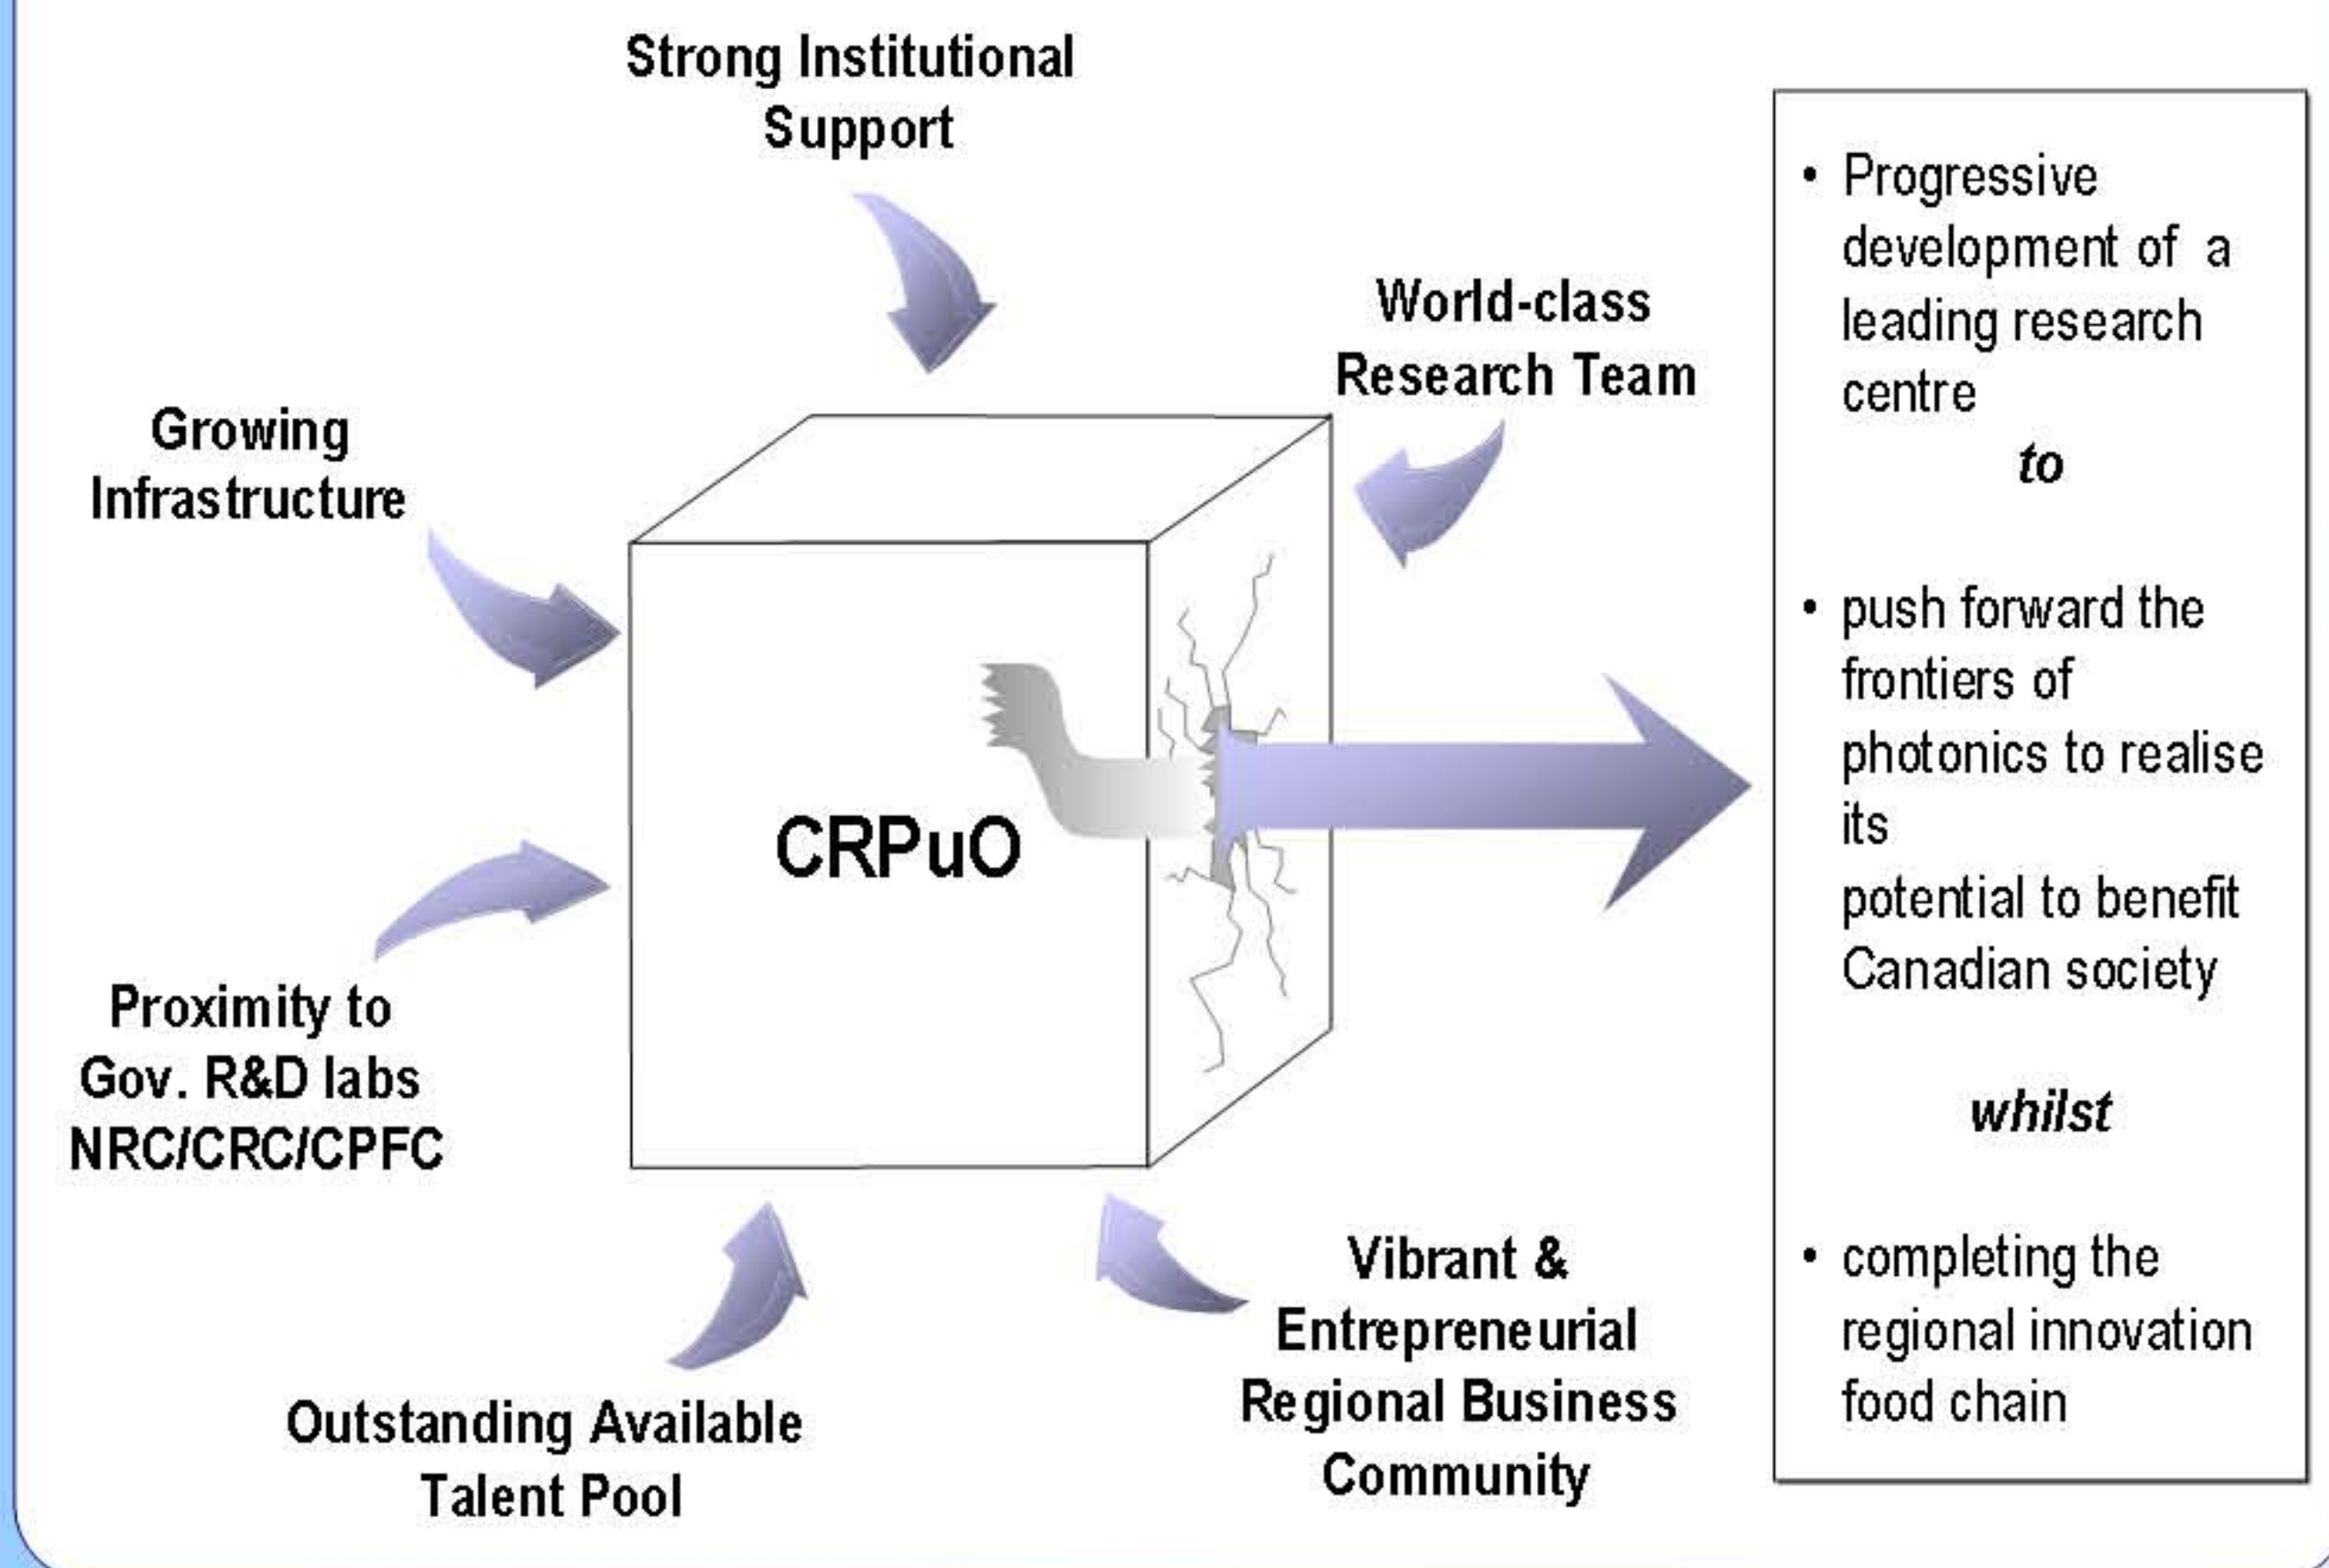 Strong Institutional
Support
World-class
Research Team
Growing
Infrastructure
CRPuO
Proximity to
Gov. R&D labs
NRC/CRC/CPFC
Outstanding Available
Talent Pool
Vibrant &
Entrepreneurial
Regional Business
Community
• Progressive
development of a
leading research
centre
to
• push forward the
frontiers of
photonics to realise
its
potential to benefit
Canadian society
whilst
• completing the
regional innovation
food chain